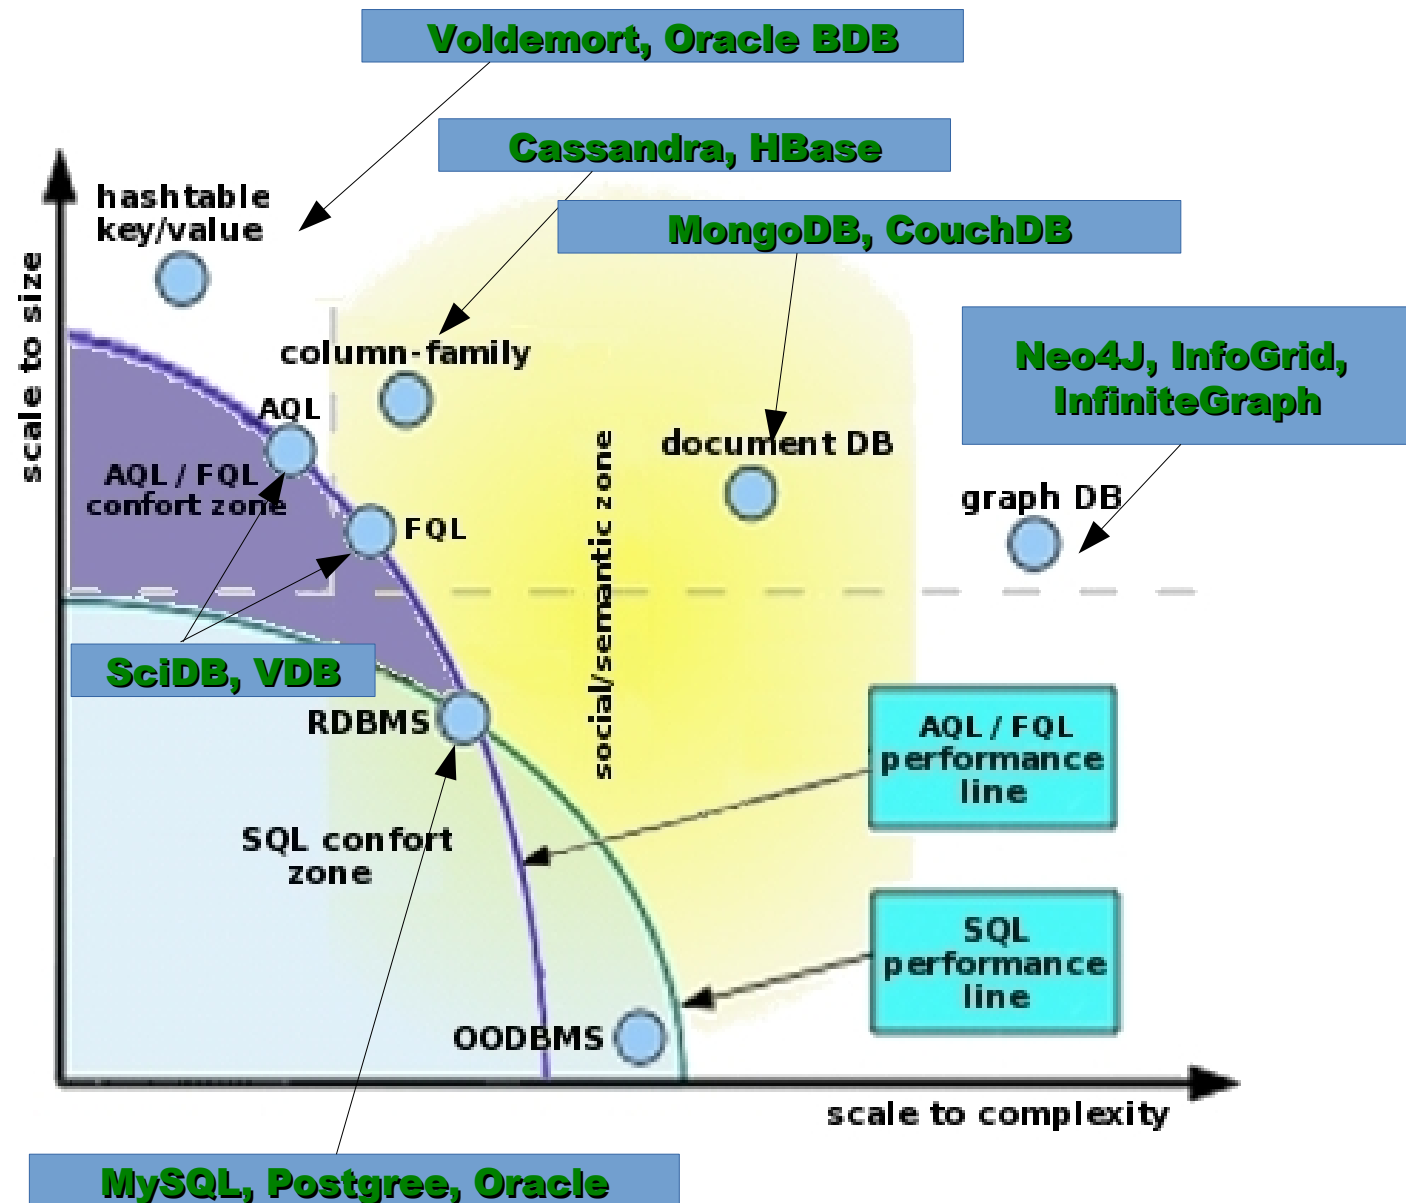 Voldemort, Oracle BDB
Cassandra, HBase
hashtable
key/value
MongoDB, CouchDB
scale to size
column-family
Neo4J, InfoGrid,
InfiniteGraph
AQL
document DB
AQL / FQL
confort zone
graph DB
FQL
social/semantic zone
SciDB, VDB
RDBMS
AQL / FQL
performance
line
SQL confort
zone
SQL
performance
line
OODBMS
scale to complexity
MySQL, Postgree, Oracle